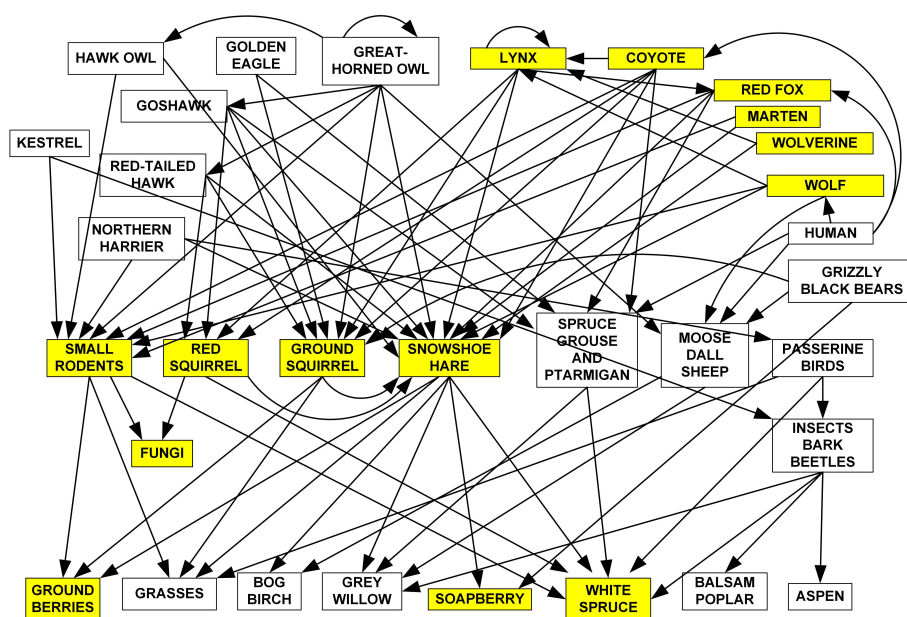 HAWK OWL
GOLDEN
EAGLE
GREAT-
HORNED OWL
LYNX
COYOTE
RED FOX
GOSHAWK
MARTEN
KESTREL
WOLVERINE
RED-TAILED
HAWK
WOLF
NORTHERN
HARRIER
HUMAN
GRIZZLY
BLACK BEARS
SMALL
RODENTS
RED
SQUIRREL
GROUND
SQUIRREL
SNOWSHOE
HARE
SPRUCE
GROUSE
AND
PTARMIGAN
MOOSE
DALL
SHEEP
PASSERINE
BIRDS
FUNGI
INSECTS
BARK
BEETLES
GROUND
BERRIES
GRASSES
BOG
BIRCH
GREY
WILLOW
SOAPBERRY
WHITE
SPRUCE
BALSAM
POPLAR
ASPEN